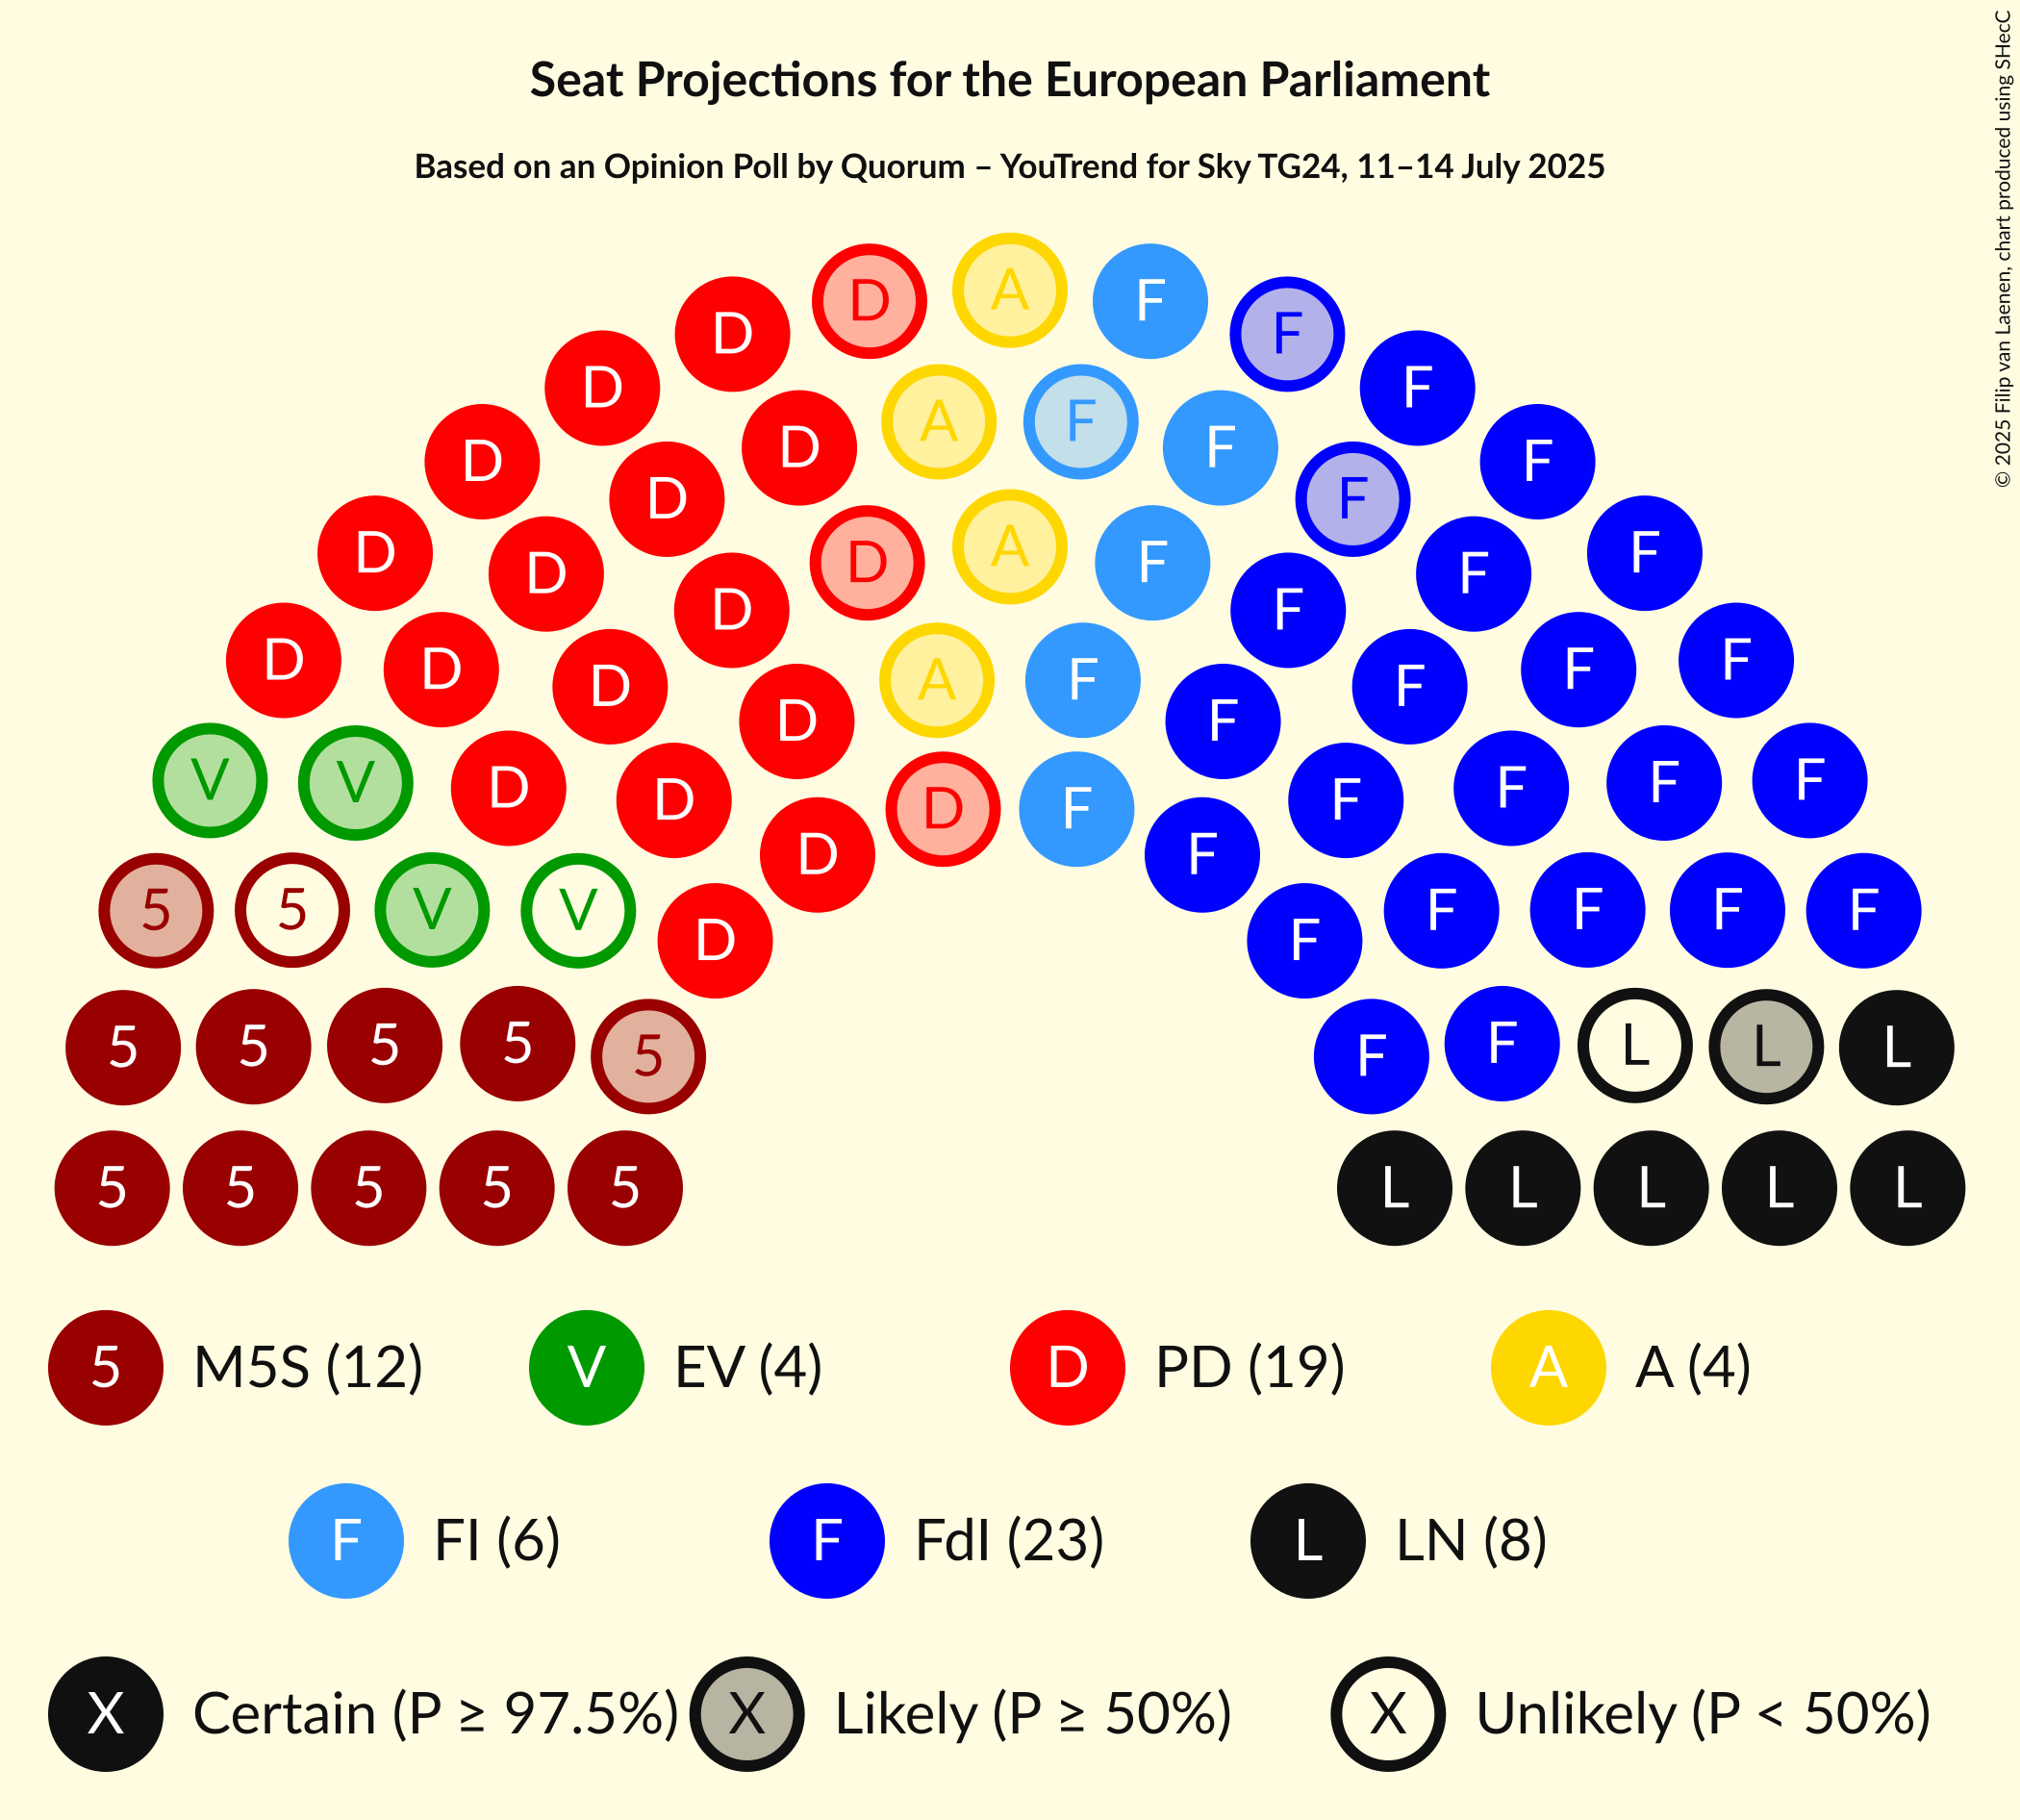 © 2025 Filip van Laenen, chart produced using SHecC
Seat Projections for the European Parliament
Based on an Opinion Poll by Quorum – YouTrend for Sky TG24, 11–14 July 2025
D A F
D F
D F
A F
D F
D F
D F
D D A F F
D F
D F
D F
D D A F F F
D F
D F
V V D D D F F F F F
D F
5 5 V V D F F F F F
5 5 5 5 5 F F L L L
5 5 5 5 5 L L L L L
5 M5S (12) V EV (4) D PD (19) A A (4)
F FI (6) F FdI (23) L LN (8)
X Certain (P ≥ 97.5%) X Likely (P ≥ 50%) X Unlikely (P < 50%)